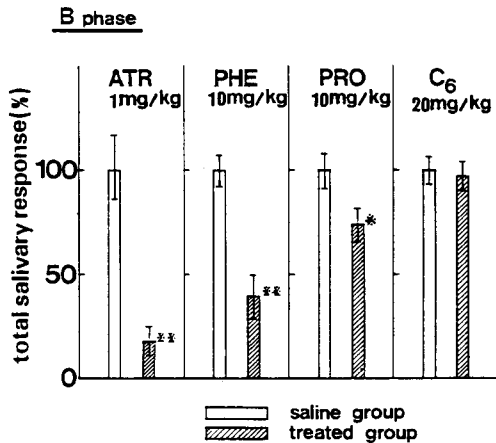 B phase
ATR PHE PRO C6
1mg/kg 10mg/kg 10mg/kg 20mg/kg
total salivary response(%)
100
50
0
** ** *
saline group
treated group